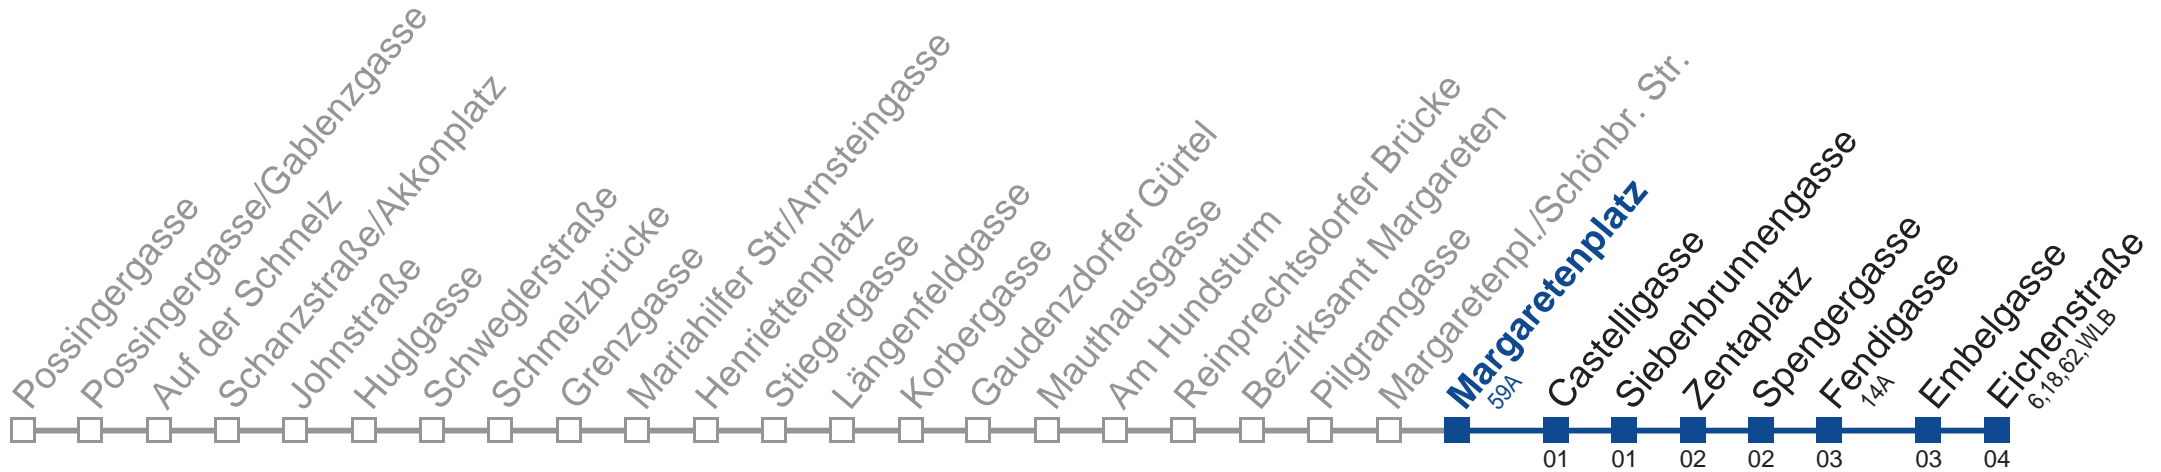 Possingergasse
Possingergasse/Gablenzgasse
Auf der Schmelz
Schanzstraße/Akkonplatz
Johnstraße
Huglgasse
Schweglerstraße
Schmelzbrücke
Grenzgasse
Mariahilfer Str/Arnsteingasse
Henriettenplatz
Stiegergasse
Längenfeldgasse
Korbergasse
Gaudenzdorfer Gürtel
Mauthausgasse
Am Hundsturm
Reinprechtsdorfer Brücke
Bezirksamt Margareten
Pilgramgasse
Margaretenpl./Schönbr. Str.
Margaretenplatz
59A
Castelligasse
01
Siebenbrunnengasse
01
Zentaplatz
02
Spengergasse
02
Fendigasse
14A
03
Embelgasse
03
Eichenstraße
6,18,62,WLB
04